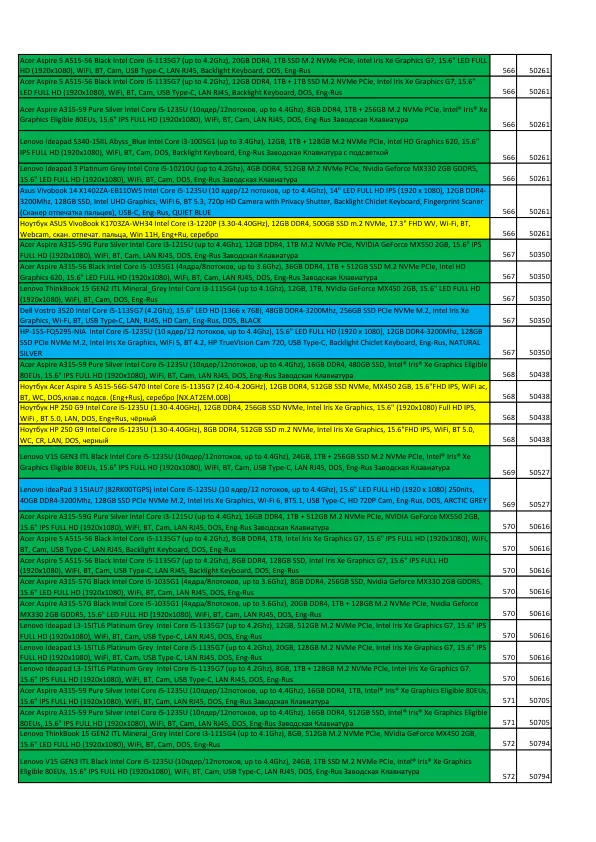 Acer Aspire 5 A515-56 Black Intel Core i5-1135G7 (up to 4.2Ghz), 20GB DDR4, 1TB SSD M.2 NVMe PCIe, Intel Iris Xe Graphics G7, 15.6" LED FULL
HD (1920x1080), WiFi, BT, Cam, USB Type-C, LAN RJ45, Backlight Keyboard, DOS, Eng-Rus 566 50261
Acer Aspire 5 A515-56 Black Intel Core i5-1135G7 (up to 4.2Ghz), 12GB DDR4, 1TB + 1TB SSD M.2 NVMe PCIe, Intel Iris Xe Graphics G7, 15.6"
LED FULL HD (1920x1080), WiFi, BT, Cam, USB Type-C, LAN RJ45, Backlight Keyboard, DOS, Eng-Rus 566 50261
Acer Aspire A315-59 Pure Silver Intel Core i5-1235U (10ядер/12потоков, up to 4.4Ghz), 8GB DDR4, 1TB + 256GB SSD M.2 NVMe PCIe, Intel® Iris® Xe
Graphics Eligible 80EUs, 15.6" IPS FULL HD (1920x1080), WiFi, BT, Cam, LAN RJ45, DOS, Eng-Rus Заводская Клавиатура 566 50261
Lenovo Ideapad S340-15IIL Abyss_Blue Intel Core i3-1005G1 (up to 3.4Ghz), 12GB, 1TB + 128GB M.2 NVMe PCIe, Intel HD Graphics 620, 15.6"
IPS FULL HD (1920x1080), WiFi, BT, Cam, DOS, Backlight Keyboard, Eng-Rus Заводская Клавиатура с подсветкой 566 50261
Lenovo Ideapad 3 Platinum Grey Intel Core i5-10210U (up to 4.2Ghz), 4GB DDR4, 512GB M.2 NVMe PCIe, Nvidia GeForce MX330 2GB GDDR5,
15.6" LED FULL HD (1920x1080), WiFi, BT, Cam, DOS, Eng-Rus 566 50261
Asus Vivobook 14 X1402ZA-EB110WS Intel Core i5-1235U (10 ядер/12 потоков, up to 4.4Ghz), 14" LED FULL HD IPS (1920 x 1080), 12GB DDR4-
3200Mhz, 128GB SSD, Intel UHD Graphics, WiFi 6, BT 5.3, 720p HD Camera with Privacy Shutter, Backlight Chiclet Keyboard, Fingerprint Scaner
(Сканер отпечатка пальцев), USB-C, Eng-Rus, QUIET BLUE 566 50261
Ноутбук ASUS VivoBook K1703ZA-WH34 Intel Core i3-1220P (3.30-4.40GHz), 12GB DDR4, 500GB SSD m.2 NVMe, 17.3" FHD WV, Wi-Fi, BT,
Webcam, скан. отпечат. пальца, Win 11H, Eng+Ru, серебро 566 50261
Acer Aspire A315-59G Pure Silver Intel Core i3-1215U (up to 4.4Ghz), 12GB DDR4, 1TB M.2 NVMe PCIe, NVIDIA GeForce MX550 2GB, 15.6" IPS
FULL HD (1920x1080), WiFi, BT, Cam, LAN RJ45, DOS, Eng-Rus Заводская Клавиатура 567 50350
Acer Aspire A315-56 Black Intel Core i5-1035G1 (4ядра/8потоков, up to 3.6Ghz), 36GB DDR4, 1TB + 512GB SSD M.2 NVMe PCIe, Intel HD
Graphics 620, 15.6" IPS FULL HD (1920x1080), WiFi, BT, Cam, LAN RJ45, DOS, Eng-Rus Заводская Клавиатура 567 50350
Lenovo ThinkBook 15 GEN2 ITL Mineral_Grey Intel Core i3-1115G4 (up to 4.1Ghz), 12GB, 1TB, NVidia GeForce MX450 2GB, 15.6" LED FULL HD
(1920x1080), WiFi, BT, Cam, DOS, Eng-Rus 567 50350
Dell Vostro 3520 Intel Core i5-1135G7 (4.2Ghz), 15.6" LED HD (1366 x 768), 48GB DDR4-3200Mhz, 256GB SSD PCIe NVMe M.2, Intel Iris Xe
Graphics, Wi-Fi, BT, USB Type-C, LAN, RJ45, HD Cam, Eng-Rus, DOS, BLACK 567 50350
HP-15S-FQ5295-NIA Intel Core i5-1235U (10 ядер/12 потоков, up to 4.4Ghz), 15.6" LED FULL HD (1920 x 1080), 12GB DDR4-3200Mhz, 128GB
SSD PCIe NVMe M.2, Intel Iris Xe Graphics, WiFi 5, BT 4.2, HP TrueVision Cam 720, USB Type-C, Backlight Chiclet Keyboard, Eng-Rus, NATURAL
SILVER 567 50350
Acer Aspire A315-59 Pure Silver Intel Core i5-1235U (10ядер/12потоков, up to 4.4Ghz), 16GB DDR4, 480GB SSD, Intel® Iris® Xe Graphics Eligible
80EUs, 15.6" IPS FULL HD (1920x1080), WiFi, BT, Cam, LAN RJ45, DOS, Eng-Rus Заводская Клавиатура 568 50438
Ноутбук Acer Aspire 5 A515-56G-5470 Intel Core i5-1135G7 (2.40-4.20GHz), 12GB DDR4, 512GB SSD NVMe, MX450 2GB, 15.6"FHD IPS, WiFi ac,
BT, WC, DOS,клав.с подсв. (Eng+Rus), серебро [NX.AT2EM.00B] 568 50438
Ноутбук HP 250 G9 Intel Core i5-1235U (1.30-4.40GHz), 12GB DDR4, 256GB SSD NVMe, Intel Iris Xe Graphics, 15.6" (1920x1080) Full HD IPS,
WiFi , BT 5.0, LAN, DOS, Eng+Rus, чёрный 568 50438
Ноутбук HP 250 G9 Intel Core i5-1235U (1.30-4.40GHz), 8GB DDR4, 512GB SSD m.2 NVMe, Intel Iris Xe Graphics, 15.6"FHD IPS, WiFi, BT 5.0,
WC, CR, LAN, DOS, черный 568 50438
Lenovo V15 GEN3 ITL Black Intel Core i5-1235U (10ядер/12потоков, up to 4.4Ghz), 24GB, 1TB + 256GB SSD M.2 NVMe PCIe, Intel® Iris® Xe
Graphics Eligible 80EUs, 15.6" IPS FULL HD (1920x1080), WiFi, BT, Cam, USB Type-C, LAN RJ45, DOS, Eng-Rus Заводская Клавиатура 569 50527
Lenovo IdeaPad 3 15IAU7 (82RK00TGPS) Intel Core i5-1235U (10 ядер/12 потоков, up to 4.4Ghz), 15.6" LED FULL HD (1920 x 1080) 250nits,
40GB DDR4-3200Mhz, 128GB SSD PCIe NVMe M.2, Intel Iris Xe Graphics, Wi-Fi 6, BT5.1, USB Type-C, HD 720P Cam, Eng-Rus, DOS, ARCTIC GREY 569 50527
Acer Aspire A315-59G Pure Silver Intel Core i3-1215U (up to 4.4Ghz), 16GB DDR4, 1TB + 512GB M.2 NVMe PCIe, NVIDIA GeForce MX550 2GB,
15.6" IPS FULL HD (1920x1080), WiFi, BT, Cam, LAN RJ45, DOS, Eng-Rus Заводская Клавиатура 570 50616
Acer Aspire 5 A515-56 Black Intel Core i5-1135G7 (up to 4.2Ghz), 8GB DDR4, 1TB, Intel Iris Xe Graphics G7, 15.6" IPS FULL HD (1920x1080), WiFi,
BT, Cam, USB Type-C, LAN RJ45, Backlight Keyboard, DOS, Eng-Rus 570 50616
Acer Aspire 5 A515-56 Black Intel Core i5-1135G7 (up to 4.2Ghz), 8GB DDR4, 128GB SSD, Intel Iris Xe Graphics G7, 15.6" IPS FULL HD
(1920x1080), WiFi, BT, Cam, USB Type-C, LAN RJ45, Backlight Keyboard, DOS, Eng-Rus 570 50616
Acer Aspire A315-57G Black Intel Core i5-1035G1 (4ядра/8потоков, up to 3.6Ghz), 8GB DDR4, 256GB SSD, Nvidia Geforce MX330 2GB GDDR5,
15.6" IPS FULL HD (1920x1080), WiFi, BT, Cam, LAN RJ45, DOS, Eng-Rus Заводская Клавиатура 570 50616
Acer Aspire A315-57G Black Intel Core i5-1035G1 (4ядра/8потоков, up to 3.6Ghz), 20GB DDR4, 1TB + 128GB M.2 NVMe PCIe, Nvidia GeForce
MX330 2GB GDDR5, 15.6" LED FULL HD (1920x1080), WiFi, BT, Cam, LAN RJ45, DOS, Eng-Rus Заводская Клавиатура 570 50616
Lenovo Ideapad L3-15ITL6 Platinum Grey Intel Core i5-1135G7 (up to 4.2Ghz), 12GB, 512GB M.2 NVMe PCIe, Intel Iris Xe Graphics G7, 15.6" IPS
FULL HD (1920x1080), WiFi, BT, Cam, USB Type-C, LAN RJ45, DOS, Eng-Rus 570 50616
Lenovo Ideapad L3-15ITL6 Platinum Grey Intel Core i5-1135G7 (up to 4.2Ghz), 20GB, 128GB M.2 NVMe PCIe, Intel Iris Xe Graphics G7, 15.6" IPS
FULL HD (1920x1080), WiFi, BT, Cam, USB Type-C, LAN RJ45, DOS, Eng-Rus 570 50616
Lenovo Ideapad L3-15ITL6 Platinum Grey Intel Core i5-1135G7 (up to 4.2Ghz), 8GB, 1TB + 128GB M.2 NVMe PCIe, Intel Iris Xe Graphics G7,
15.6" IPS FULL HD (1920x1080), WiFi, BT, Cam, USB Type-C, LAN RJ45, DOS, Eng-Rus 570 50616
Acer Aspire A315-59 Pure Silver Intel Core i5-1235U (10ядер/12потоков, up to 4.4Ghz), 16GB DDR4, 1TB, Intel® Iris® Xe Graphics Eligible 80EUs,
15.6" IPS FULL HD (1920x1080), WiFi, BT, Cam, LAN RJ45, DOS, Eng-Rus Заводская Клавиатура 571 50705
Acer Aspire A315-59 Pure Silver Intel Core i5-1235U (10ядер/12потоков, up to 4.4Ghz), 16GB DDR4, 512GB SSD, Intel® Iris® Xe Graphics Eligible
80EUs, 15.6" IPS FULL HD (1920x1080), WiFi, BT, Cam, LAN RJ45, DOS, Eng-Rus Заводская Клавиатура 571 50705
Lenovo ThinkBook 15 GEN2 ITL Mineral_Grey Intel Core i3-1115G4 (up to 4.1Ghz), 8GB, 512GB SSD M.2 NVMe PCIe, NVidia GeForce MX450 2GB,
15.6" LED FULL HD (1920x1080), WiFi, BT, Cam, DOS, Eng-Rus 572 50794
Lenovo V15 GEN3 ITL Black Intel Core i5-1235U (10ядер/12потоков, up to 4.4Ghz), 24GB, 1TB SSD M.2 NVMe PCIe, Intel® Iris® Xe Graphics
Eligible 80EUs, 15.6" IPS FULL HD (1920x1080), WiFi, BT, Cam, USB Type-C, LAN RJ45, DOS, Eng-Rus Заводская Клавиатура 572 50794